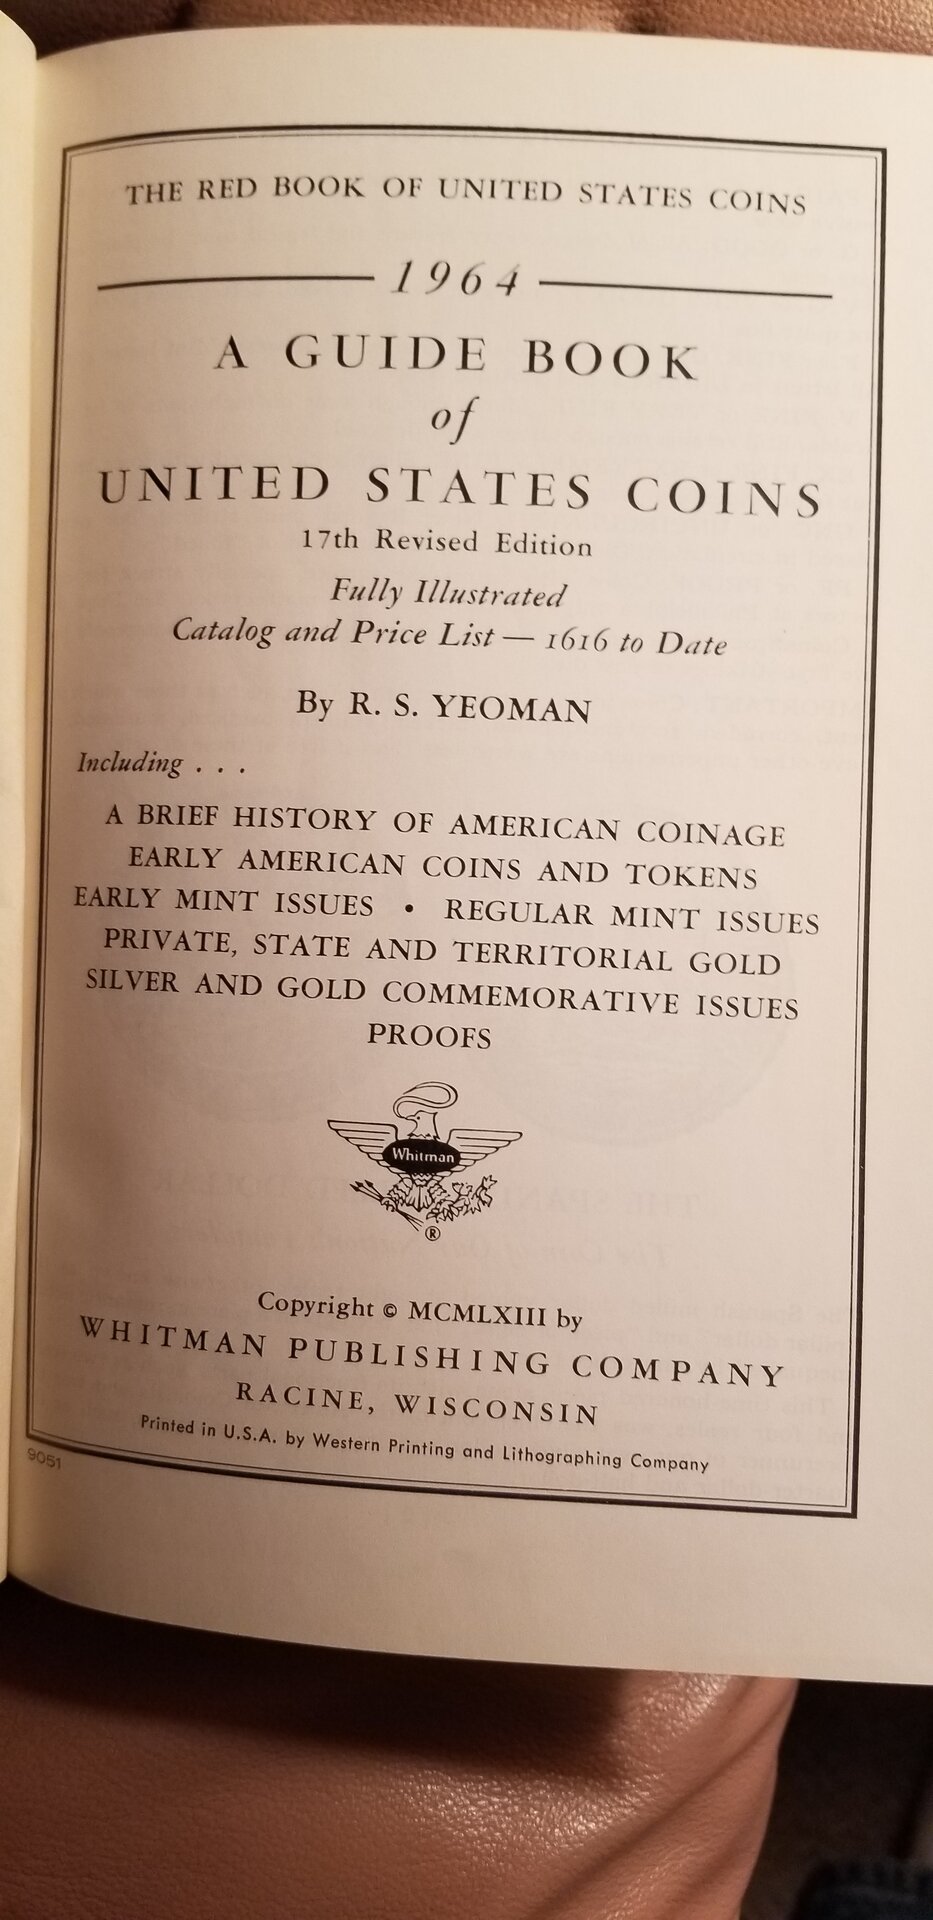 THE RED BOOK OF UNITED STATES COINS
1964
A GUIDE BOOK
of
UNITED STATES COINS
17th Revised Edition
Fully Illustrated
Catalog and Price List — 1616 to Date
By R. S. YEOMAN
Including . . .
A BRIEF HISTORY OF AMERICAN COINAGE
EARLY AMERICAN COINS AND TOKENS
EARLY MINT ISSUES • REGULAR MINT ISSUES
PRIVATE, STATE AND TERRITORIAL GOLD
SILVER AND GOLD COMMEMORATIVE ISSUES
PROOFS
Whitman
®
Copyright © MCMLXIII by
WHITMAN PUBLISHING COMPANY
RACINE, WISCONSIN
Printed in U.S.A. by Western Printing and Lithographing Company
9051